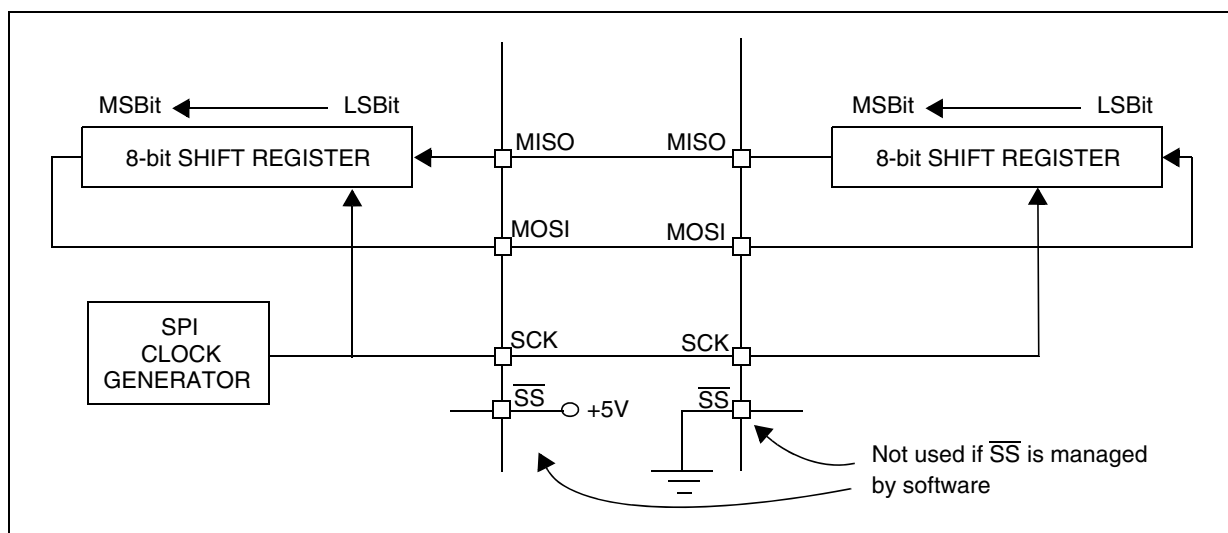 MSBit LSBit MSBit LSBit
8-bit SHIFT REGISTER 8-bit SHIFT REGISTER
MISO MISO
MOSI MOSI
SPI
CLOCK
GENERATOR
SCK SCK
SS +5V SS
Not used if SS is managed
by software